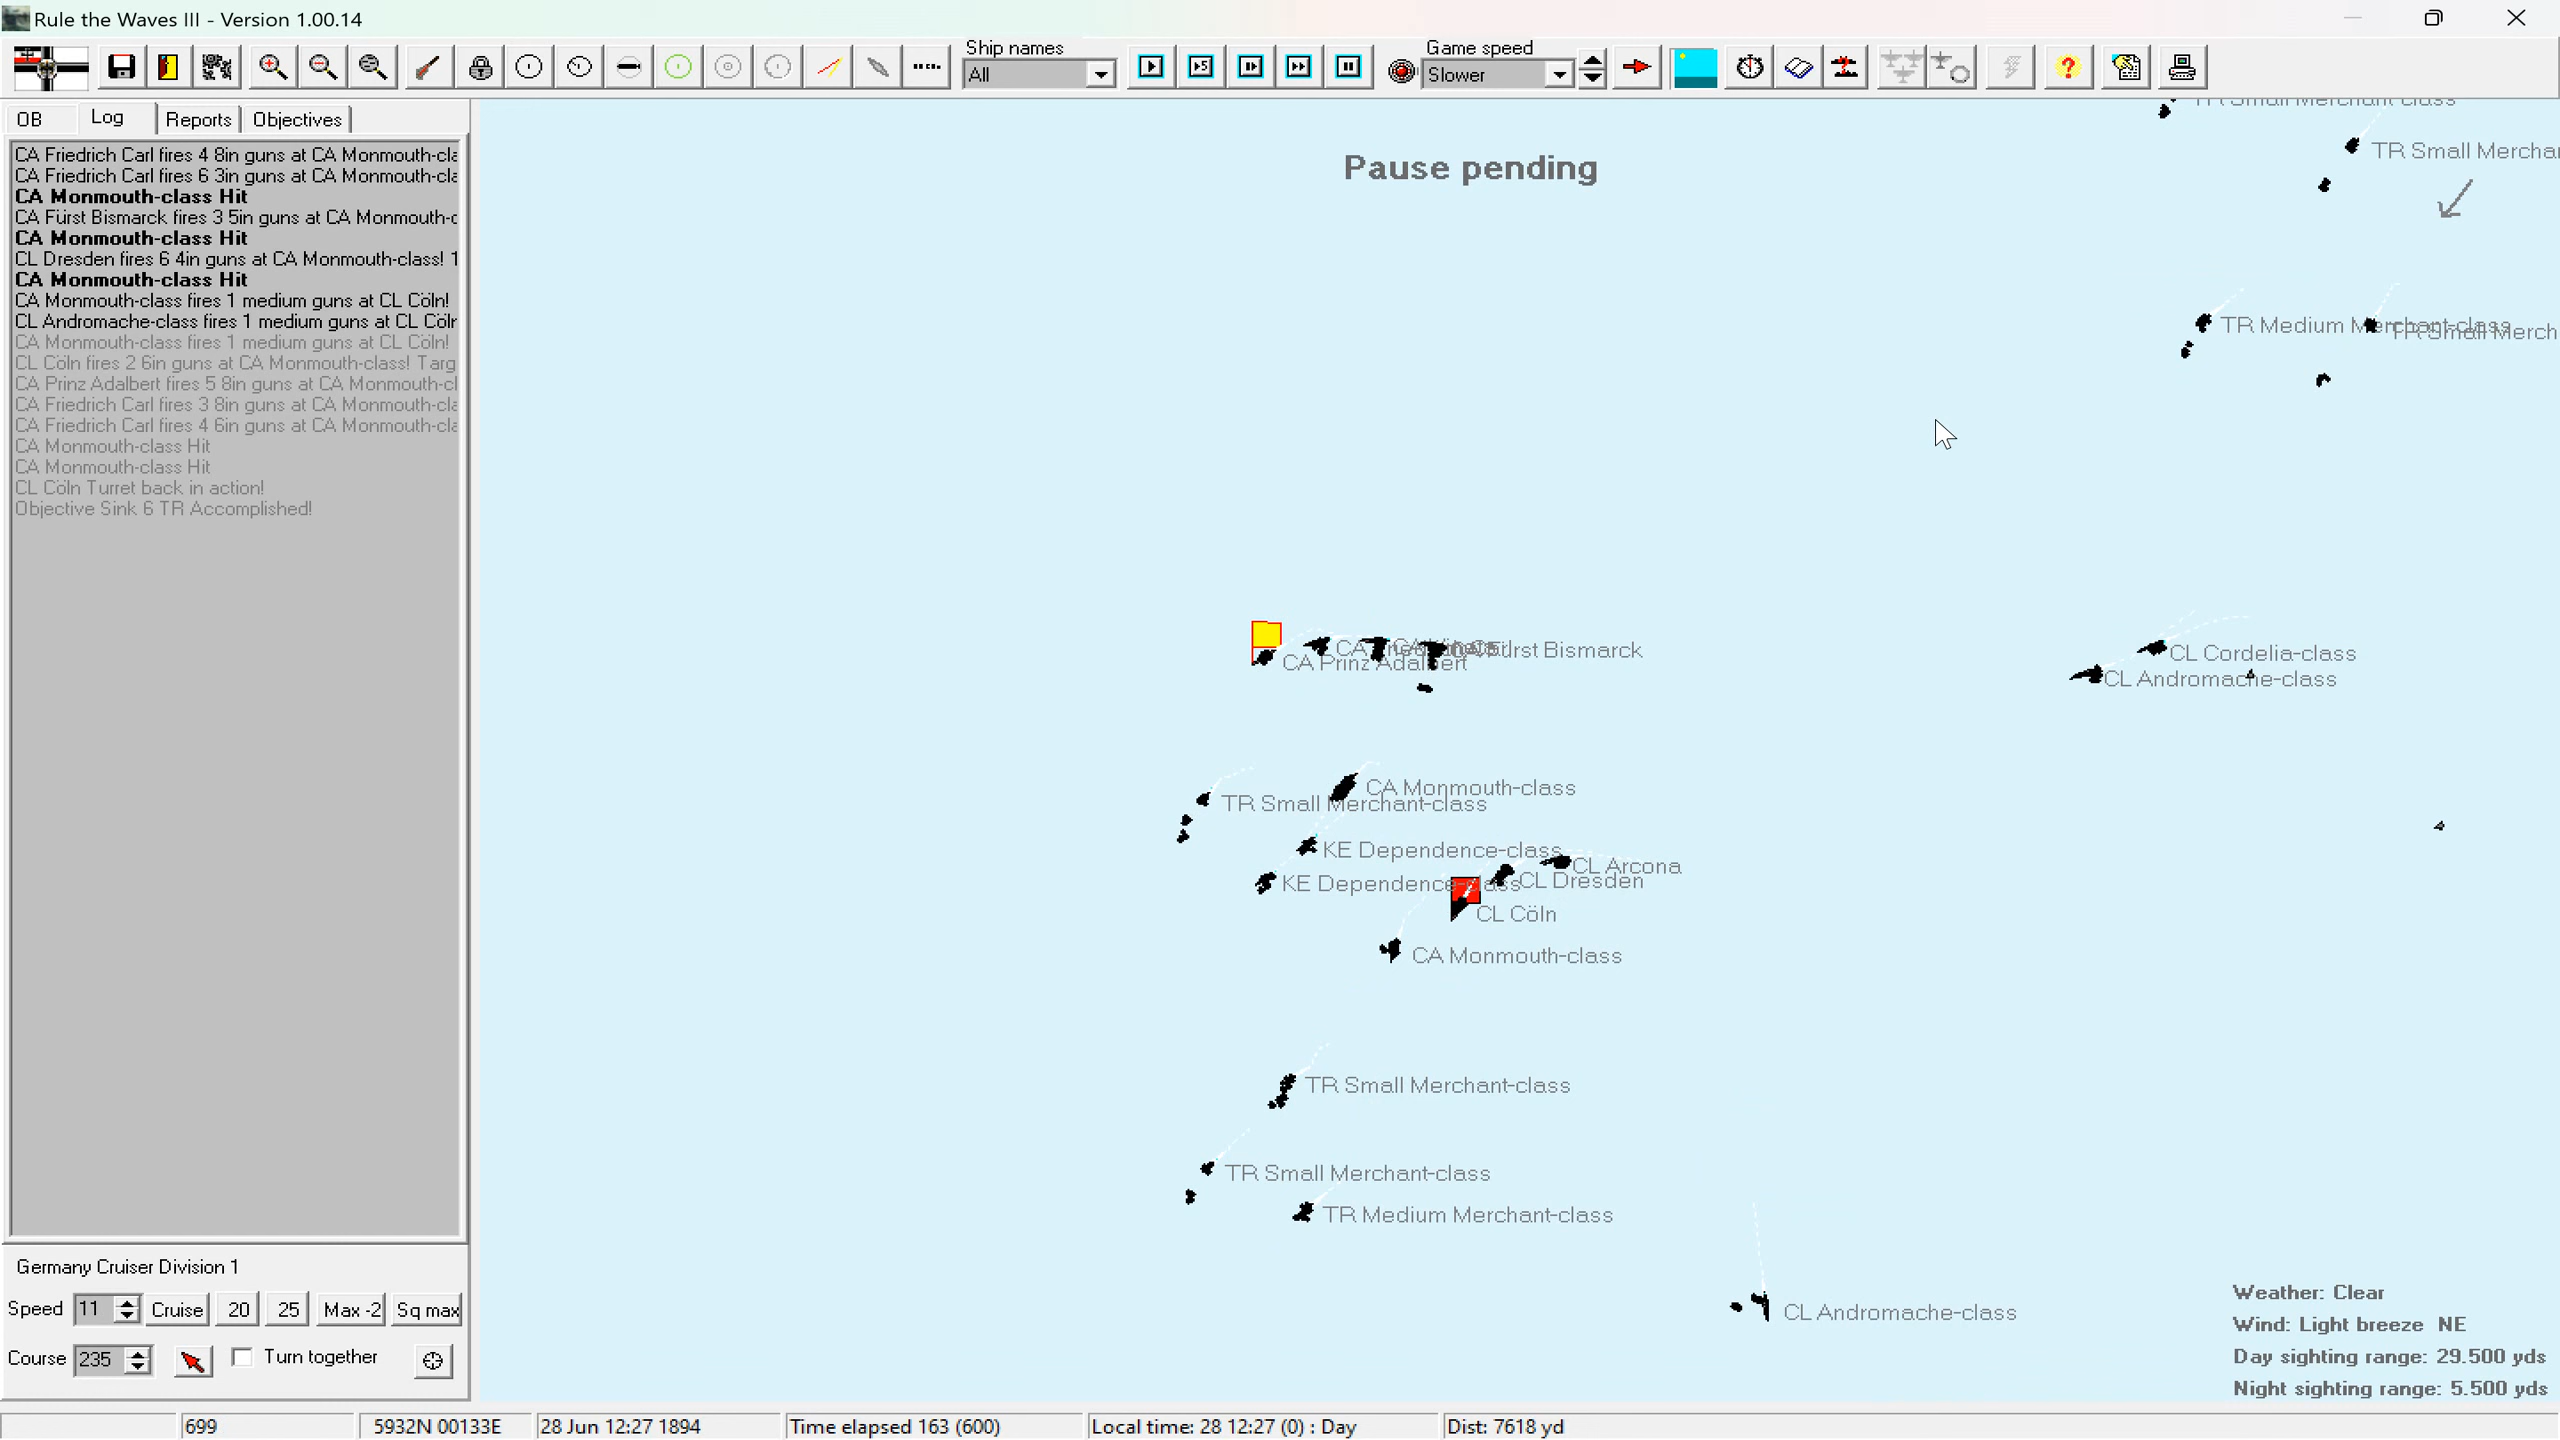 Rule the Waves III - Version 1.00.14
Ship names
All
Game speed
Slower
OB
Log
Reports
Objectives
CA Friedrich Carl fires 4 8in guns at CA Monmouth-cla
CA Friedrich Carl fires 6 3in guns at CA Monmouth-cla
CA Monmouth-class Hit
CA Fürst Bismarck fires 3 5in guns at CA Monmouth-c
CA Monmouth-class Hit
CL Dresden fires 6 4in guns at CA Monmouth-class! 1
CA Monmouth-class Hit
CA Monmouth-class fires 1 medium guns at CL Cöln!
CL Andromache-class fires 1 medium guns at CL Cöln
CA Monmouth-class fires 1 medium guns at CL Cöln!
CL Cöln fires 2 6in guns at CA Monmouth-class! Targ
CA Prinz Adalbert fires 5 8in guns at CA Monmouth-cl
CA Friedrich Carl fires 3 8in guns at CA Monmouth-cla
CA Friedrich Carl fires 4 6in guns at CA Monmouth-cla
CA Monmouth-class Hit
CA Monmouth-class Hit
CL Cöln Turret back in action!
Objective Sink 6 TR Accomplished!
Germany Cruiser Division 1
Speed 11 Cruise 20 25 Max -2 Sq max
Course 235 Turn together
Pause pending
TR Small Merchant-class
TR Small Merchan
TR Medium Merchant-class
TR Small Merch
CA Fürst Bismarck
CA Prinz Adalbert
CL Cordelia-class
CL Andromache-class
CA Monmouth-class
TR Small Merchant-class
KE Dependence-class
CL Arcona
KE Dependence-class
CL Dresden
CL Cöln
CA Monmouth-class
TR Small Merchant-class
TR Small Merchant-class
TR Medium Merchant-class
CL Andromache-class
Weather: Clear
Wind: Light breeze NE
Day sighting range: 29.500 yds
Night sighting range: 5.500 yds
699
5932N 00133E
28 Jun 12:27 1894
Time elapsed 163 (600)
Local time: 28 12:27 (0) : Day
Dist: 7618 yd